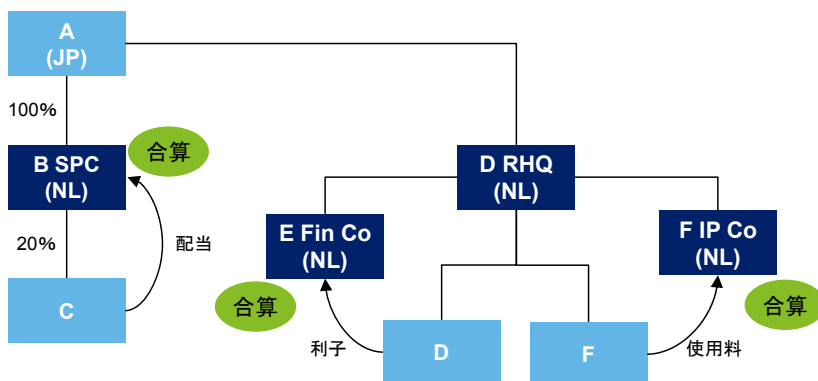 A
(JP)
100%
合算
B SPC
(NL)
D RHQ
(NL)
20%
配当
E Fin Co
(NL)
F IP Co
(NL)
合算
合算
C
利子
D
F
使用料